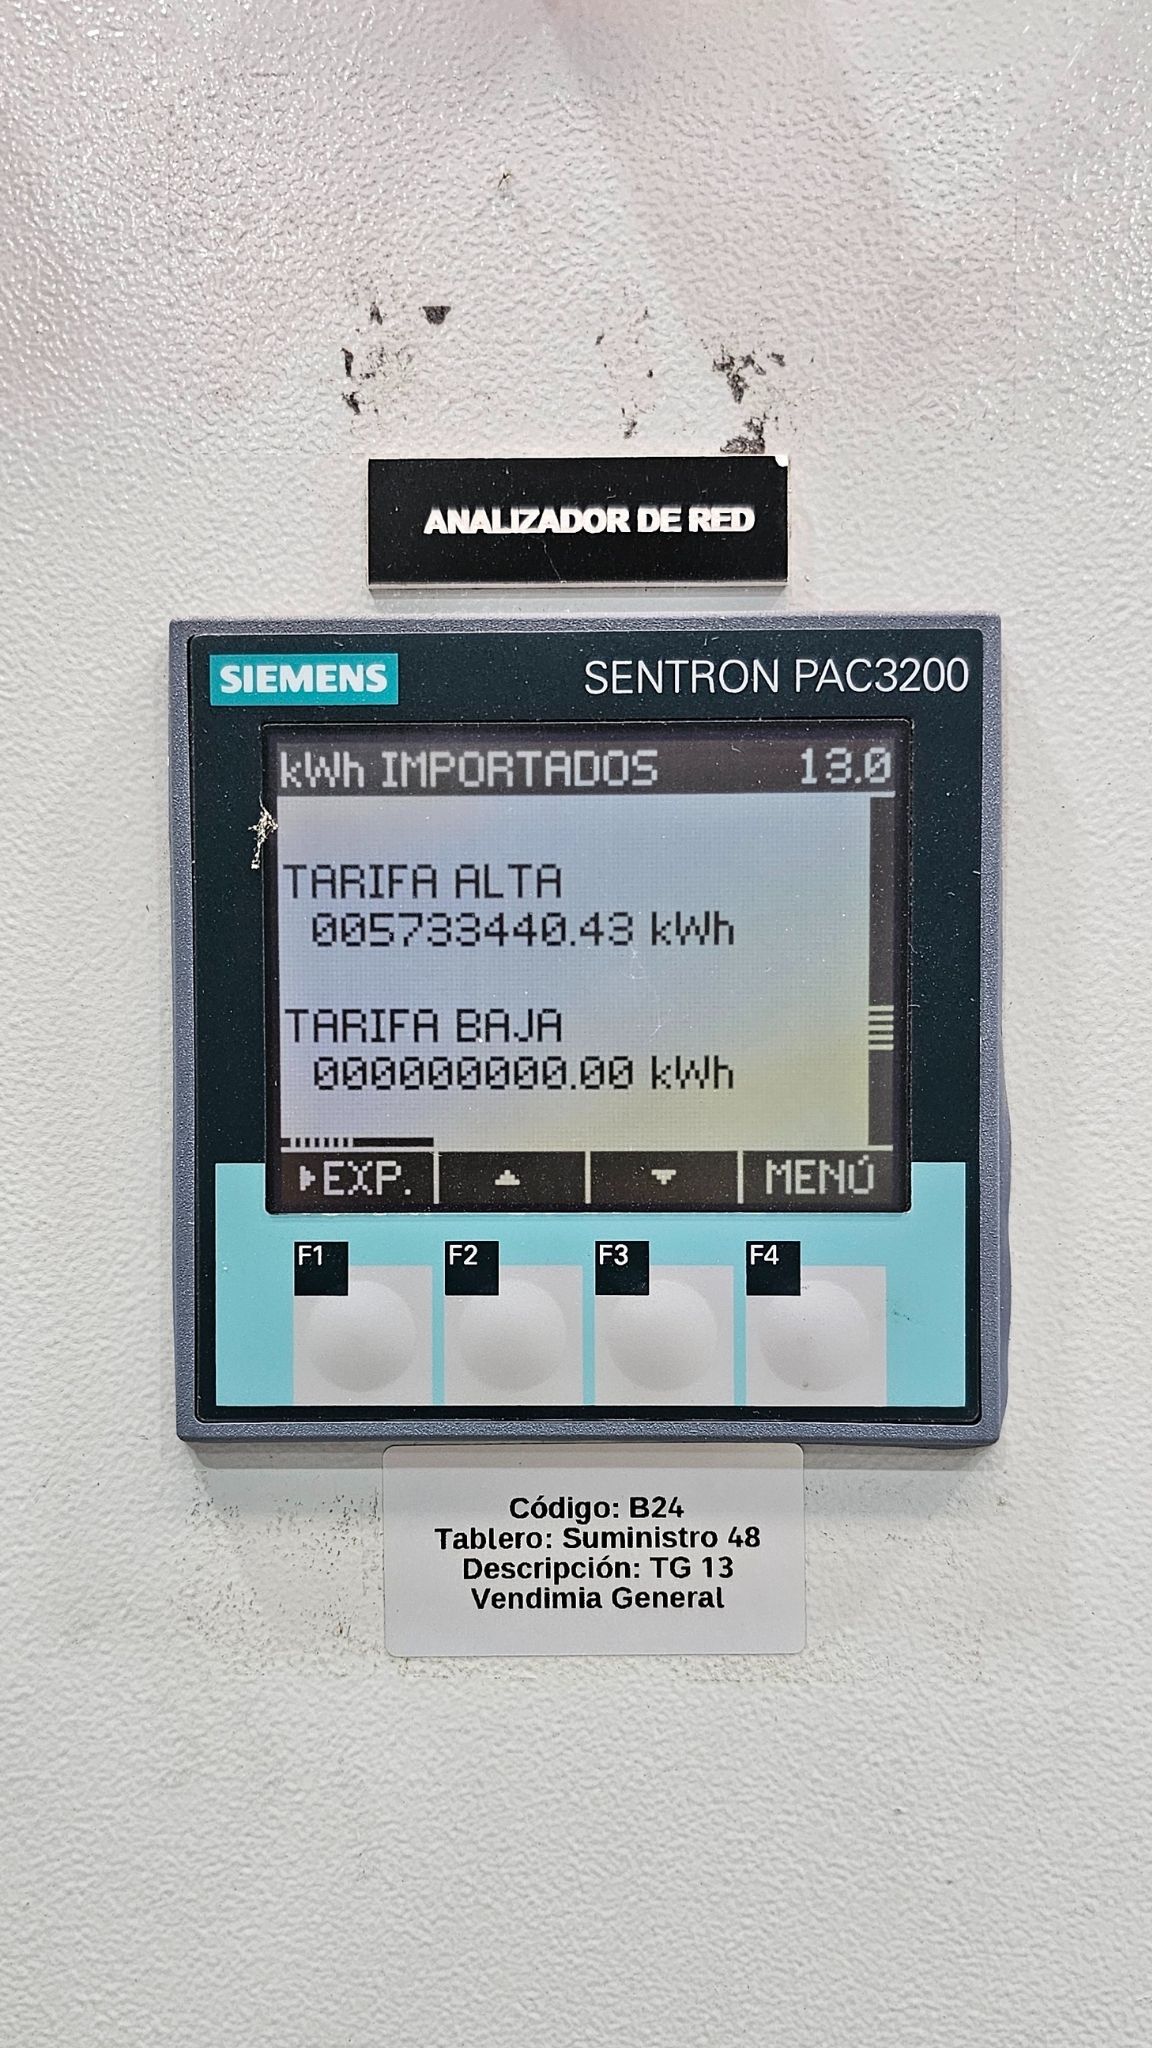 ANALIZADOR DE RED
SIEMENS SENTRON PAC3200
kWh IMPORTADOS 13.0
TARIFA ALTA
005733440.43 kWh
TARIFA BAJA
000000000.00 kWh
EXP. MENÚ
F1 F2 F3 F4
Código: B24
Tablero: Suministro 48
Descripción: TG 13
Vendimia General